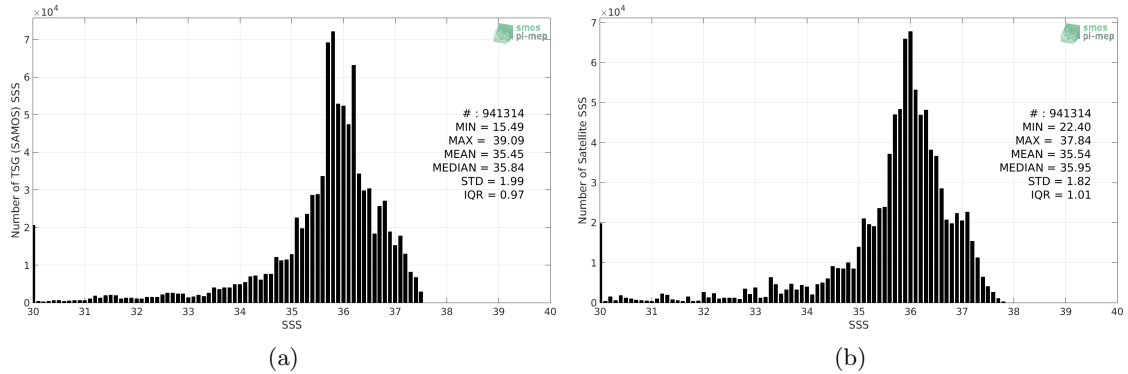 ×10^4
smos
pi-mep
7
6
5
4
3
2
1
0
Number of TSG (SAMOS) SSS
# : 941314
MIN = 15.49
MAX = 39.09
MEAN = 35.45
MEDIAN = 35.84
STD = 1.99
IQR = 0.97
30 31 32 33 34 35 36 37 38 39 40
SSS
(a)
×10^4
smos
pi-mep
7
6
5
4
3
2
1
0
Number of Satellite SSS
# : 941314
MIN = 22.40
MAX = 37.84
MEAN = 35.54
MEDIAN = 35.95
STD = 1.82
IQR = 1.01
30 31 32 33 34 35 36 37 38 39 40
SSS
(b)